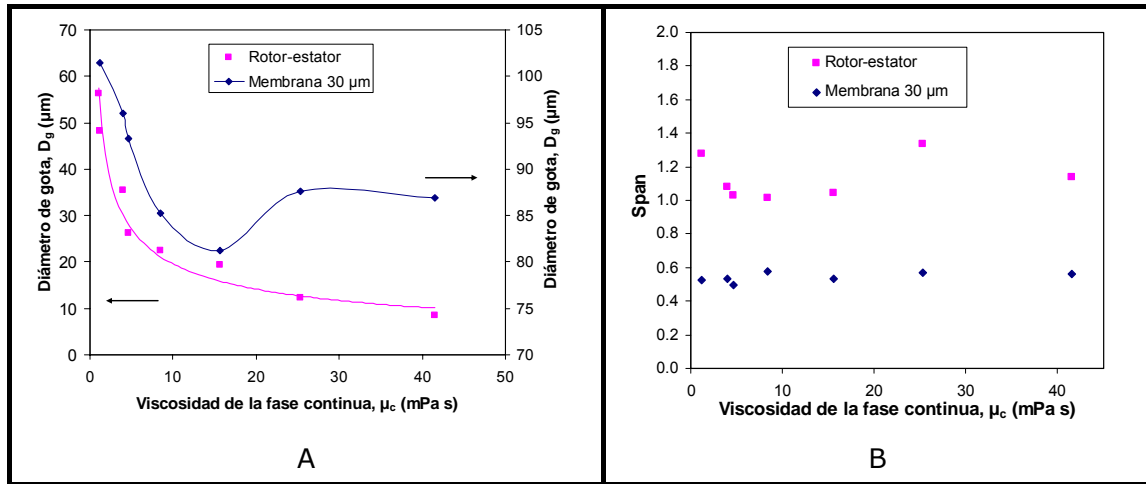 70
60
50
40
30
20
10
0
Diámetro de gota, Dg (µm)
Rotor-estator
Membrana 30 µm
105
100
95
90
85
80
75
70
Diámetro de gota, Dg (µm)
0 10 20 30 40 50
Viscosidad de la fase continua, µc (mPa s)
A
2.0
1.8
1.6
1.4
1.2
1.0
0.8
0.6
0.4
0.2
0.0
Span
Rotor-estator
Membrana 30 µm
0 10 20 30 40
Viscosidad de la fase continua, µc (mPa s)
B